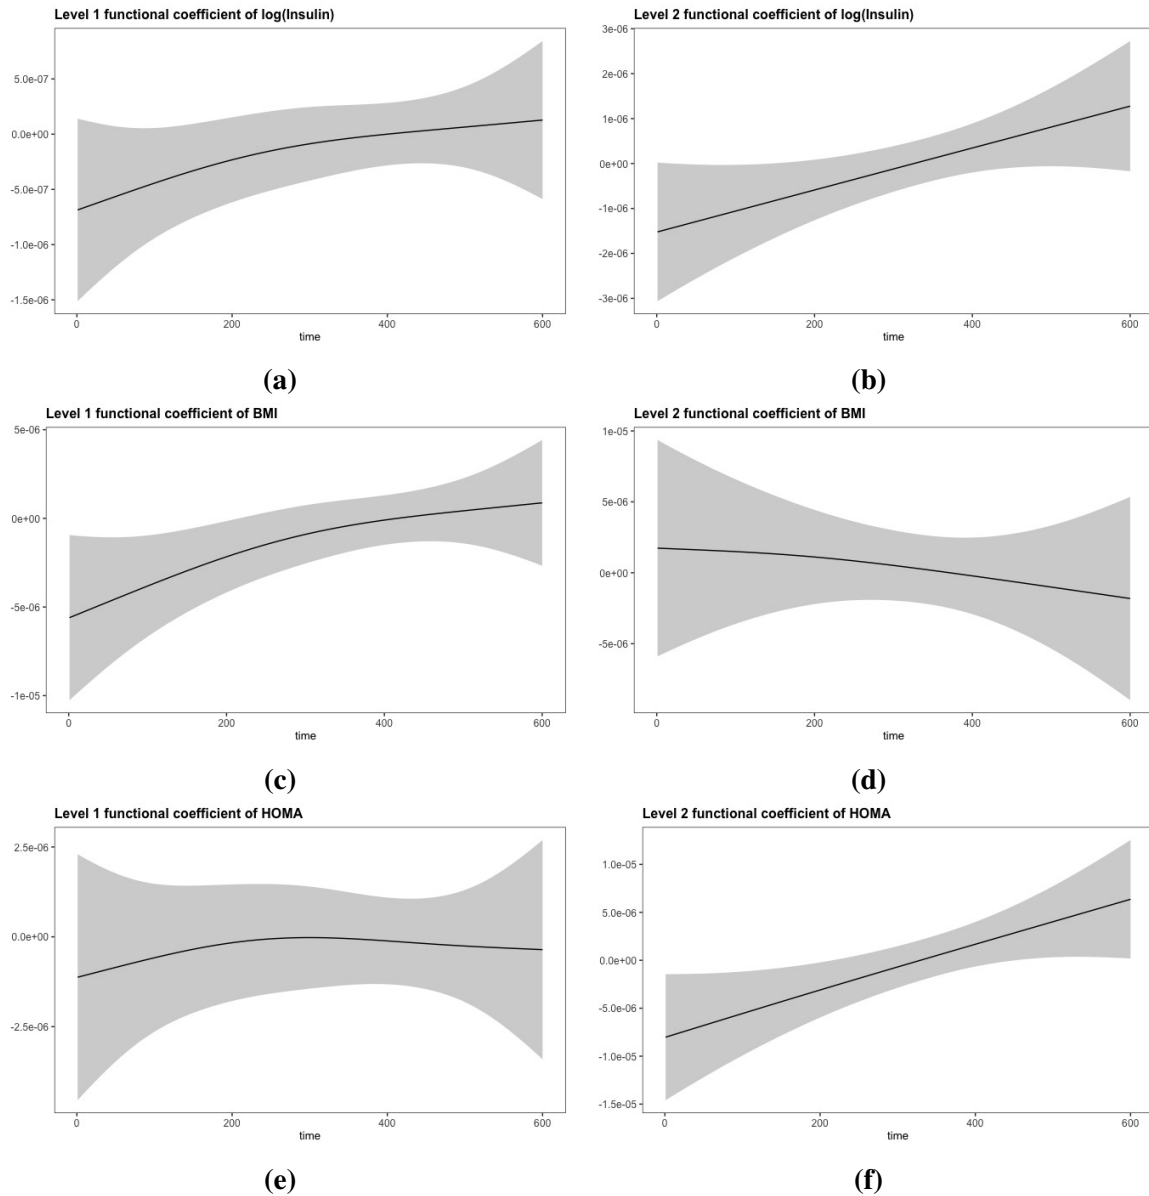 Level 1 functional coefficient of log(Insulin)
5.0e-07
0.0e+00
-5.0e-07
-1.0e-06
-1.5e-06
0 200 400 600
time
(a)
Level 2 functional coefficient of log(Insulin)
3e-06
2e-06
1e-06
0e+00
-1e-06
-2e-06
-3e-06
0 200 400 600
time
(b)
Level 1 functional coefficient of BMI
5e-06
0e+00
-5e-06
-1e-05
0 200 400 600
time
(c)
Level 2 functional coefficient of BMI
1e-05
5e-06
0e+00
-5e-06
0 200 400 600
time
(d)
Level 1 functional coefficient of HOMA
2.5e-06
0.0e+00
-2.5e-06
0 200 400 600
time
(e)
Level 2 functional coefficient of HOMA
1.0e-05
5.0e-06
0.0e+00
-5.0e-06
-1.0e-05
-1.5e-05
0 200 400 600
time
(f)